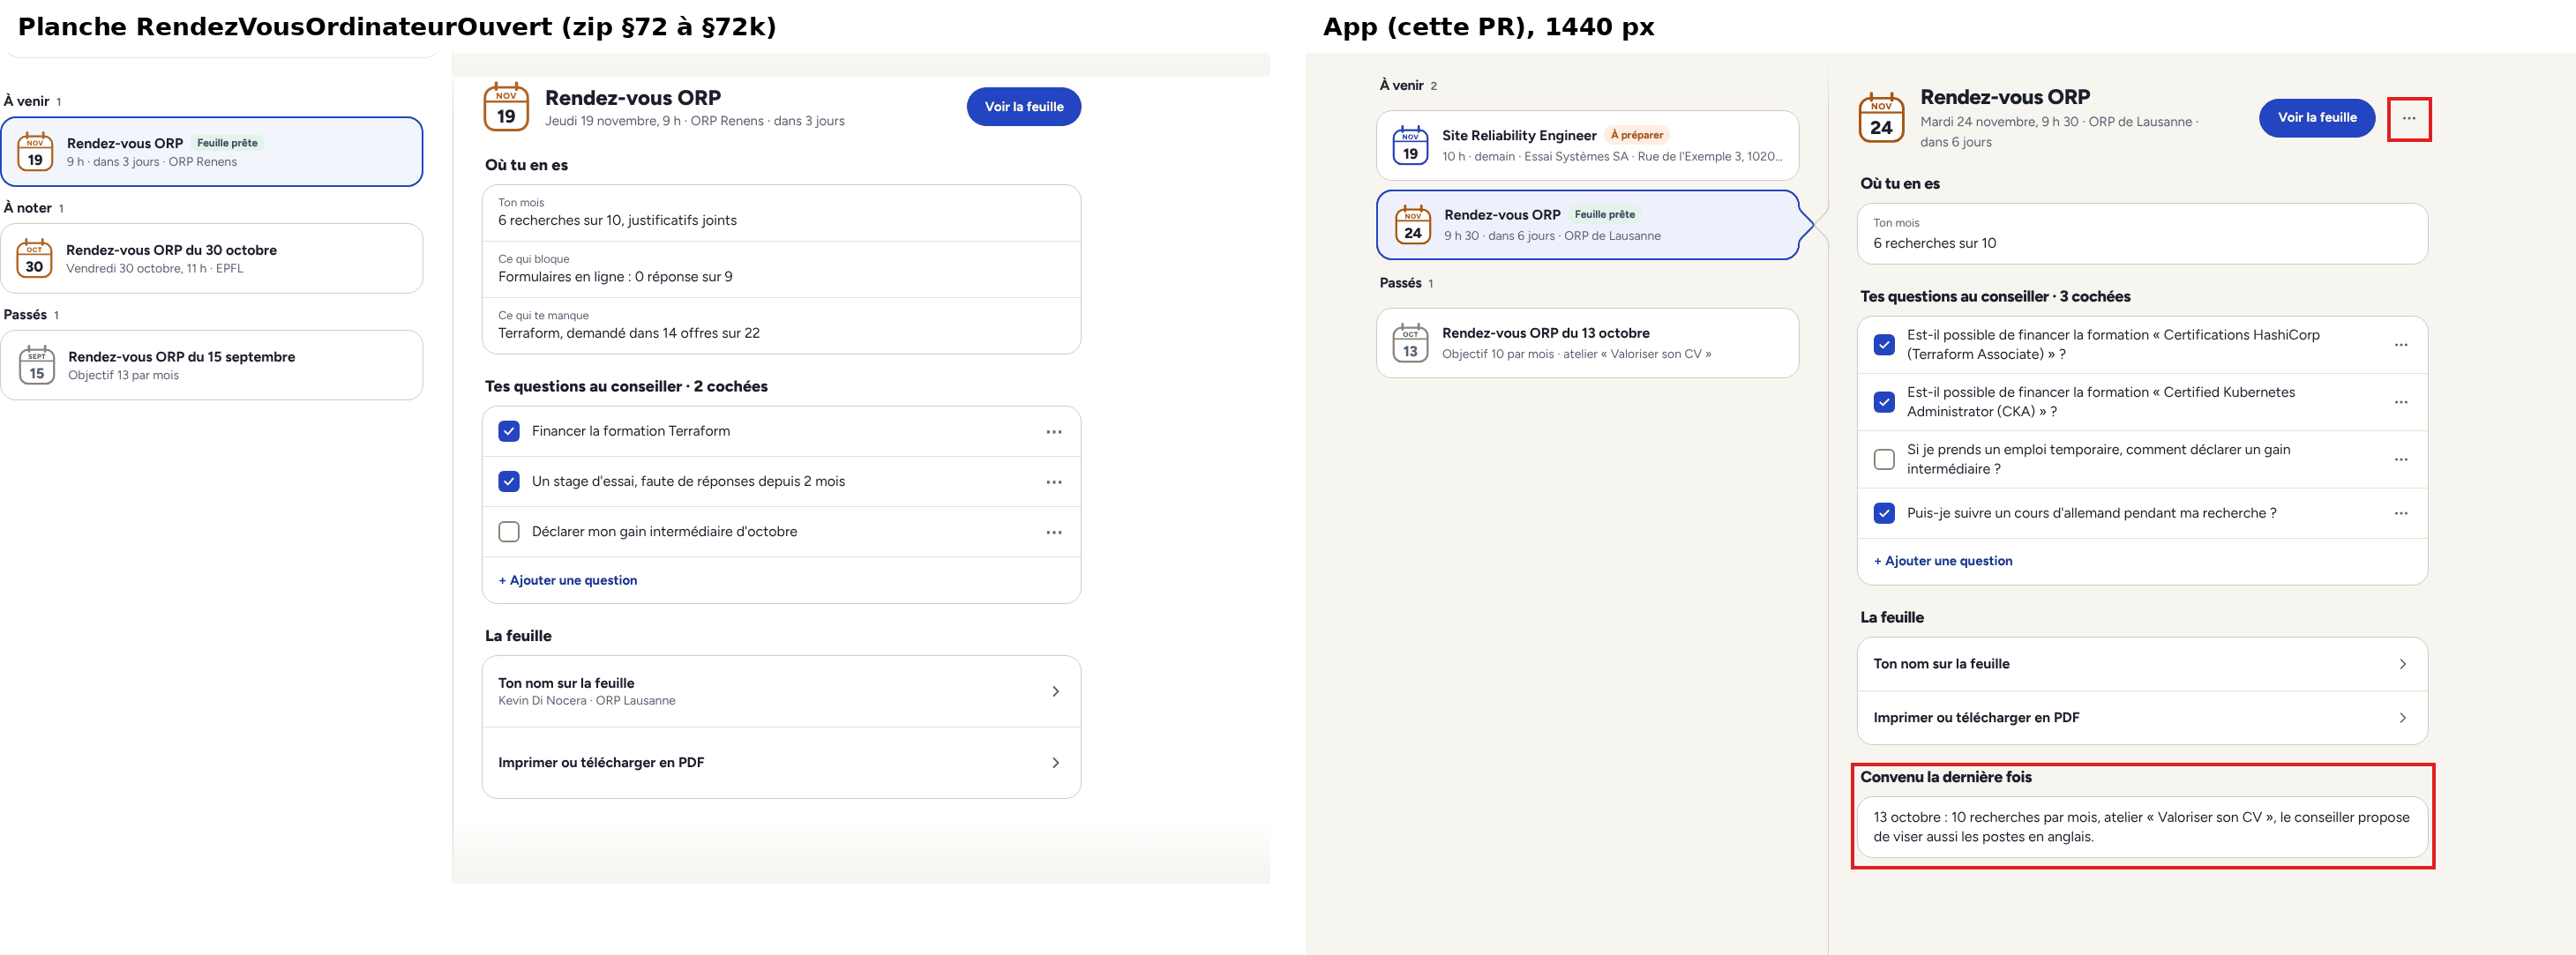 Planche RendezVousOrdinateurOuvert (zip §72 à §72k)
À venir 1
NOV
19
Rendez-vous ORP Feuille prête
9 h · dans 3 jours · ORP Renens
À noter 1
OCT
30
Rendez-vous ORP du 30 octobre
Vendredi 30 octobre, 11 h · EPFL
Passés 1
SEPT
15
Rendez-vous ORP du 15 septembre
Objectif 13 par mois
NOV
19
Rendez-vous ORP
Jeudi 19 novembre, 9 h · ORP Renens · dans 3 jours
Voir la feuille
Où tu en es
Ton mois
6 recherches sur 10, justificatifs joints
Ce qui bloque
Formulaires en ligne : 0 réponse sur 9
Ce qui te manque
Terraform, demandé dans 14 offres sur 22
Tes questions au conseiller · 2 cochées
Financer la formation Terraform
Un stage d'essai, faute de réponses depuis 2 mois
Déclarer mon gain intermédiaire d'octobre
+ Ajouter une question
La feuille
Ton nom sur la feuille
Kevin Di Nocera · ORP Lausanne
Imprimer ou télécharger en PDF
App (cette PR), 1440 px
À venir 2
NOV
19
Site Reliability Engineer À préparer
10 h · demain · Essai Systèmes SA · Rue de l'Exemple 3, 1020...
NOV
24
Rendez-vous ORP Feuille prête
9 h 30 · dans 6 jours · ORP de Lausanne
Passés 1
OCT
13
Rendez-vous ORP du 13 octobre
Objectif 10 par mois · atelier « Valoriser son CV »
NOV
24
Rendez-vous ORP
Mardi 24 novembre, 9 h 30 · ORP de Lausanne ·
dans 6 jours
Voir la feuille
Où tu en es
Ton mois
6 recherches sur 10
Tes questions au conseiller · 3 cochées
Est-il possible de financer la formation « Certifications HashiCorp
(Terraform Associate) » ?
Est-il possible de financer la formation « Certified Kubernetes
Administrator (CKA) » ?
Si je prends un emploi temporaire, comment déclarer un gain
intermédiaire ?
Puis-je suivre un cours d'allemand pendant ma recherche ?
+ Ajouter une question
La feuille
Ton nom sur la feuille
Imprimer ou télécharger en PDF
Convenu la dernière fois
13 octobre : 10 recherches par mois, atelier « Valoriser son CV », le conseiller propose
de viser aussi les postes en anglais.